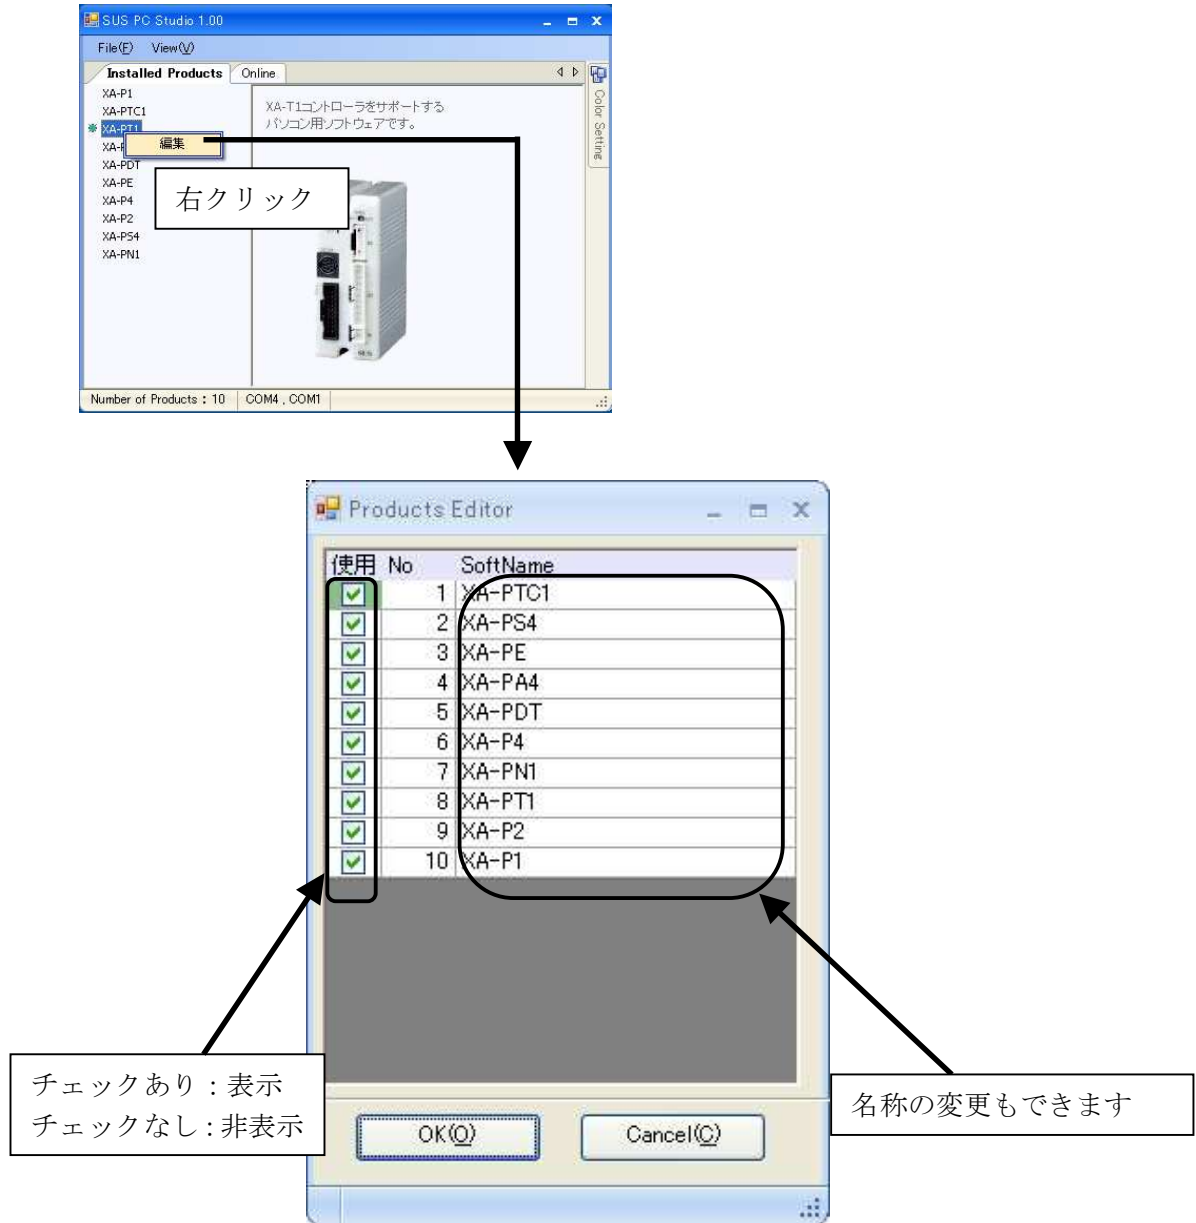 SUS PC Studio 1.00
File(F) View(V)
Installed Products Online
XA-P1
XA-PTC1
XA-PT1
編集
XA-PDT
XA-PE
XA-P4
XA-P2
XA-PS4
XA-PN1
XA-T1コントローラをサポートする
パソコン用ソフトウェアです。
Color Setting
右クリック
Number of Products : 10 COM4 , COM1
Products Editor
使用 No SoftName
1 XA-PTC1
2 XA-PS4
3 XA-PE
4 XA-PA4
5 XA-PDT
6 XA-P4
7 XA-PN1
8 XA-PT1
9 XA-P2
10 XA-P1
チェックあり：表示
チェックなし：非表示
名称の変更もできます
OK(O) Cancel(C)